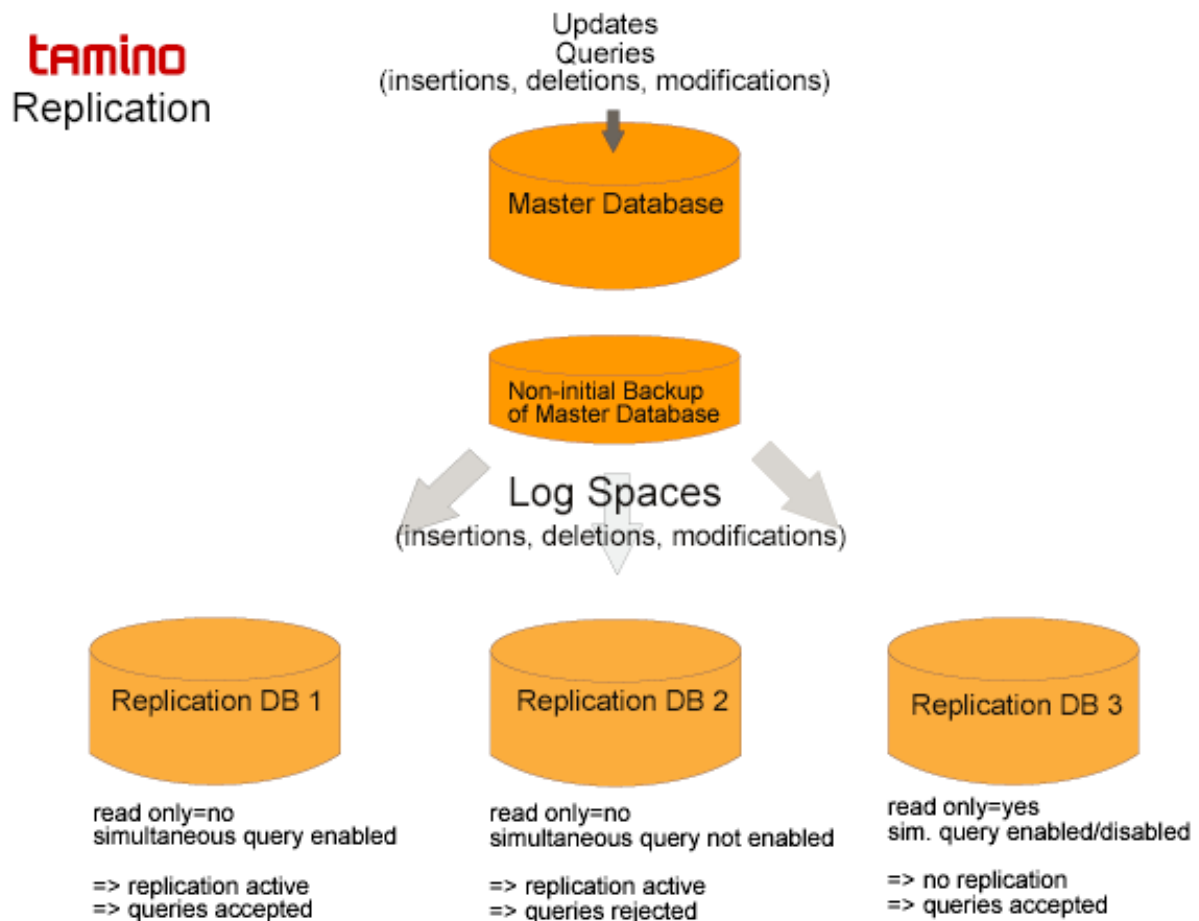 tamino
Replication
Updates
Queries
(insertions, deletions, modifications)
Master Database
Non-initial Backup
of Master Database
Log Spaces
(insertions, deletions, modifications)
Replication DB 1
read only=no
simultaneous query enabled
=> replication active
=> queries accepted
Replication DB 2
read only=no
simultaneous query not enabled
=> replication active
=> queries rejected
Replication DB 3
read only=yes
sim. query enabled/disabled
=> no replication
=> queries accepted